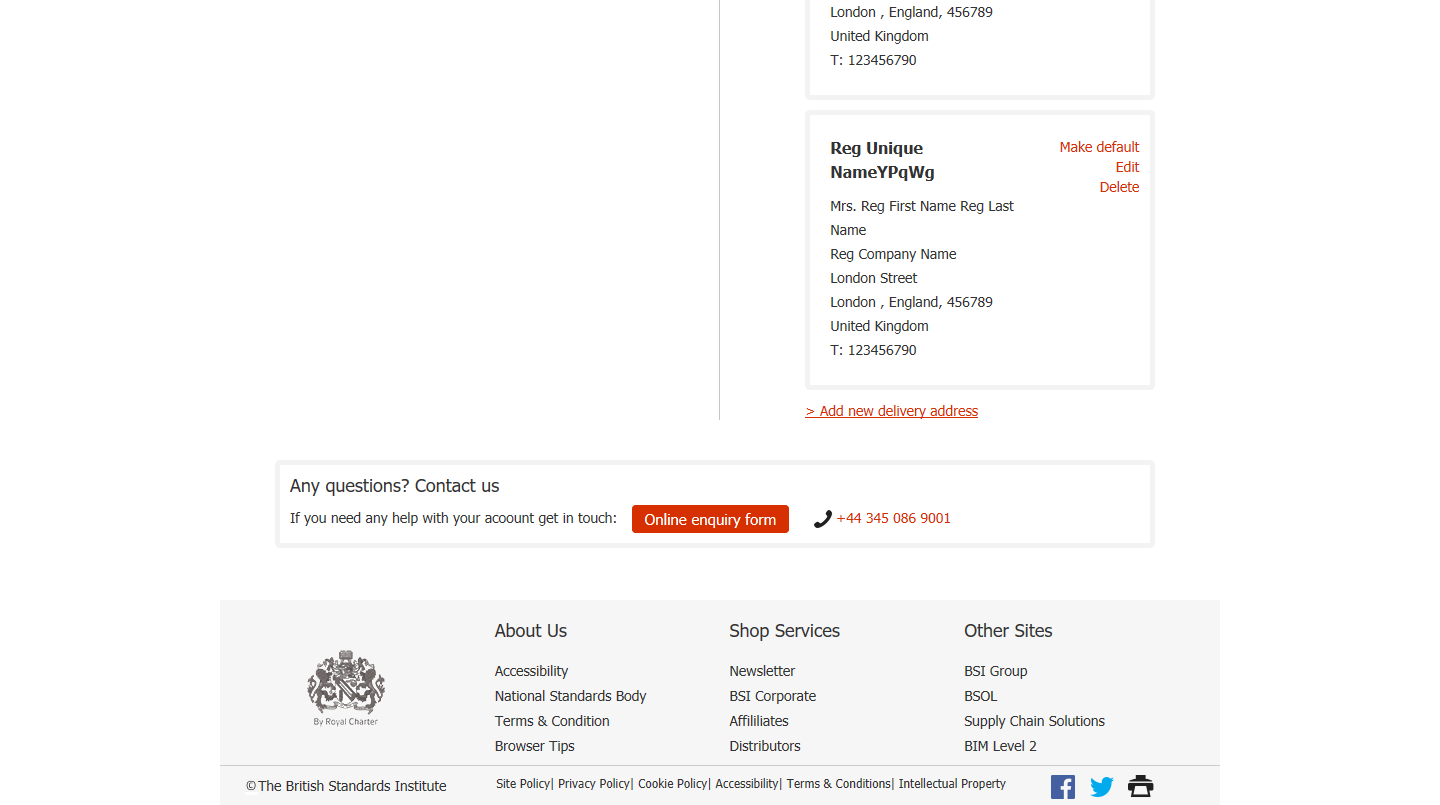 London , England, 456789
United Kingdom
T: 123456790
Reg Unique
NameYPqWg
Make default
Edit
Delete
Mrs. Reg First Name Reg Last
Name
Reg Company Name
London Street
London , England, 456789
United Kingdom
T: 123456790
> Add new delivery address
Any questions? Contact us
If you need any help with your acoount get in touch: Online enquiry form +44 345 086 9001
About Us
Accessibility
National Standards Body
Terms & Condition
Browser Tips
Shop Services
Newsletter
BSI Corporate
Affililiates
Distributors
Other Sites
BSI Group
BSOL
Supply Chain Solutions
BIM Level 2
By Royal Charter
©The British Standards Institute
Site Policy| Privacy Policy| Cookie Policy| Accessibility| Terms & Conditions| Intellectual Property